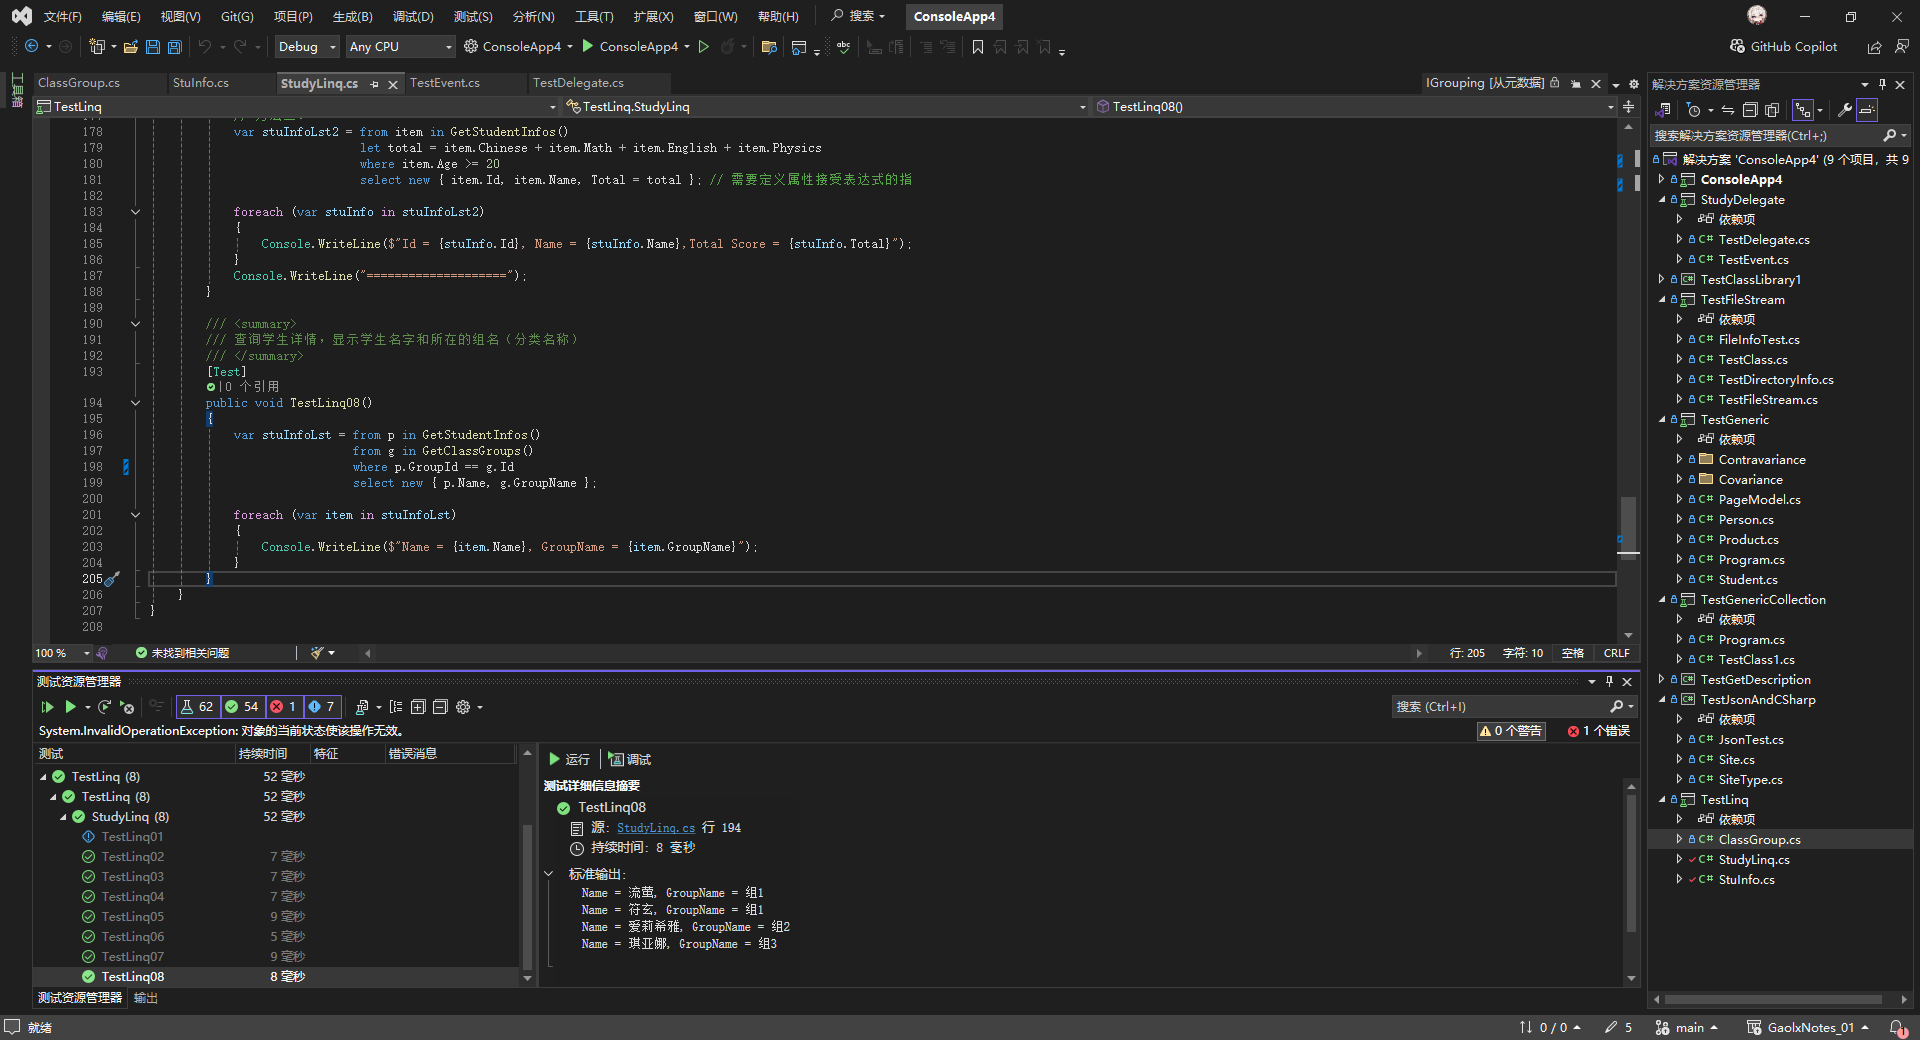 文件(F) 编辑(E) 视图(V) Git(G) 项目(P) 生成(B) 调试(D) 测试(S) 分析(N) 工具(T) 扩展(X) 窗口(W) 帮助(H) 搜索 ConsoleApp4
Debug Any CPU ConsoleApp4 ConsoleApp4 GitHub Copilot
工具箱
ClassGroup.cs StuInfo.cs StudyLinq.cs TestEvent.cs TestDelegate.cs IGrouping [从元数据]
TestLinq TestLinq.StudyLinq TestLinq08()
178 var stuInfoLst2 = from item in GetStudentInfos()
179 let total = item.Chinese + item.Math + item.English + item.Physics
180 where item.Age >= 20
181 select new { item.Id, item.Name, Total = total }; // 需要定义属性接受表达式的指
182
183 foreach (var stuInfo in stuInfoLst2)
184 {
185 Console.WriteLine($"Id = {stuInfo.Id}, Name = {stuInfo.Name},Total Score = {stuInfo.Total}");
186 }
187 Console.WriteLine("====================");
188 }
189
190 /// <summary>
191 /// 查询学生详情，显示学生名字和所在的组名（分类名称）
192 /// </summary>
193 [Test]
|0 个引用
194 public void TestLinq08()
195 {
196 var stuInfoLst = from p in GetStudentInfos()
197 from g in GetClassGroups()
198 where p.GroupId == g.Id
199 select new { p.Name, g.GroupName };
200
201 foreach (var item in stuInfoLst)
202 {
203 Console.WriteLine($"Name = {item.Name}, GroupName = {item.GroupName}");
204 }
205 }
206 }
207 }
208
100 % 未找到相关问题 行: 205 字符: 10 空格 CRLF
测试资源管理器
62 54 1 7 搜索 (Ctrl+I)
System.InvalidOperationException: 对象的当前状态使该操作无效。 0 个警告 1 个错误
测试 持续时间 特征 错误消息
TestLinq (8) 52 毫秒
TestLinq (8) 52 毫秒
StudyLinq (8) 52 毫秒
TestLinq01
TestLinq02 7 毫秒
TestLinq03 7 毫秒
TestLinq04 7 毫秒
TestLinq05 9 毫秒
TestLinq06 5 毫秒
TestLinq07 9 毫秒
TestLinq08 8 毫秒
运行 调试
测试详细信息摘要
TestLinq08
源: StudyLinq.cs 行 194
持续时间: 8 毫秒
标准输出:
Name = 流萤, GroupName = 组1
Name = 符玄, GroupName = 组1
Name = 爱莉希雅, GroupName = 组2
Name = 琪亚娜, GroupName = 组3
测试资源管理器 输出
解决方案资源管理器
搜索解决方案资源管理器(Ctrl+;)
解决方案 'ConsoleApp4' (9 个项目，共 9
ConsoleApp4
StudyDelegate
依赖项
C# TestDelegate.cs
C# TestEvent.cs
C# TestClassLibrary1
TestFileStream
依赖项
C# FileInfoTest.cs
C# TestClass.cs
C# TestDirectoryInfo.cs
C# TestFileStream.cs
TestGeneric
依赖项
Contravariance
Covariance
C# PageModel.cs
C# Person.cs
C# Product.cs
C# Program.cs
C# Student.cs
TestGenericCollection
依赖项
C# Program.cs
C# TestClass1.cs
C# TestGetDescription
C# TestJsonAndCSharp
依赖项
C# JsonTest.cs
C# Site.cs
C# SiteType.cs
TestLinq
依赖项
C# ClassGroup.cs
C# StudyLinq.cs
C# StuInfo.cs
就绪 0 / 0 5 main GaolxNotes_01 1